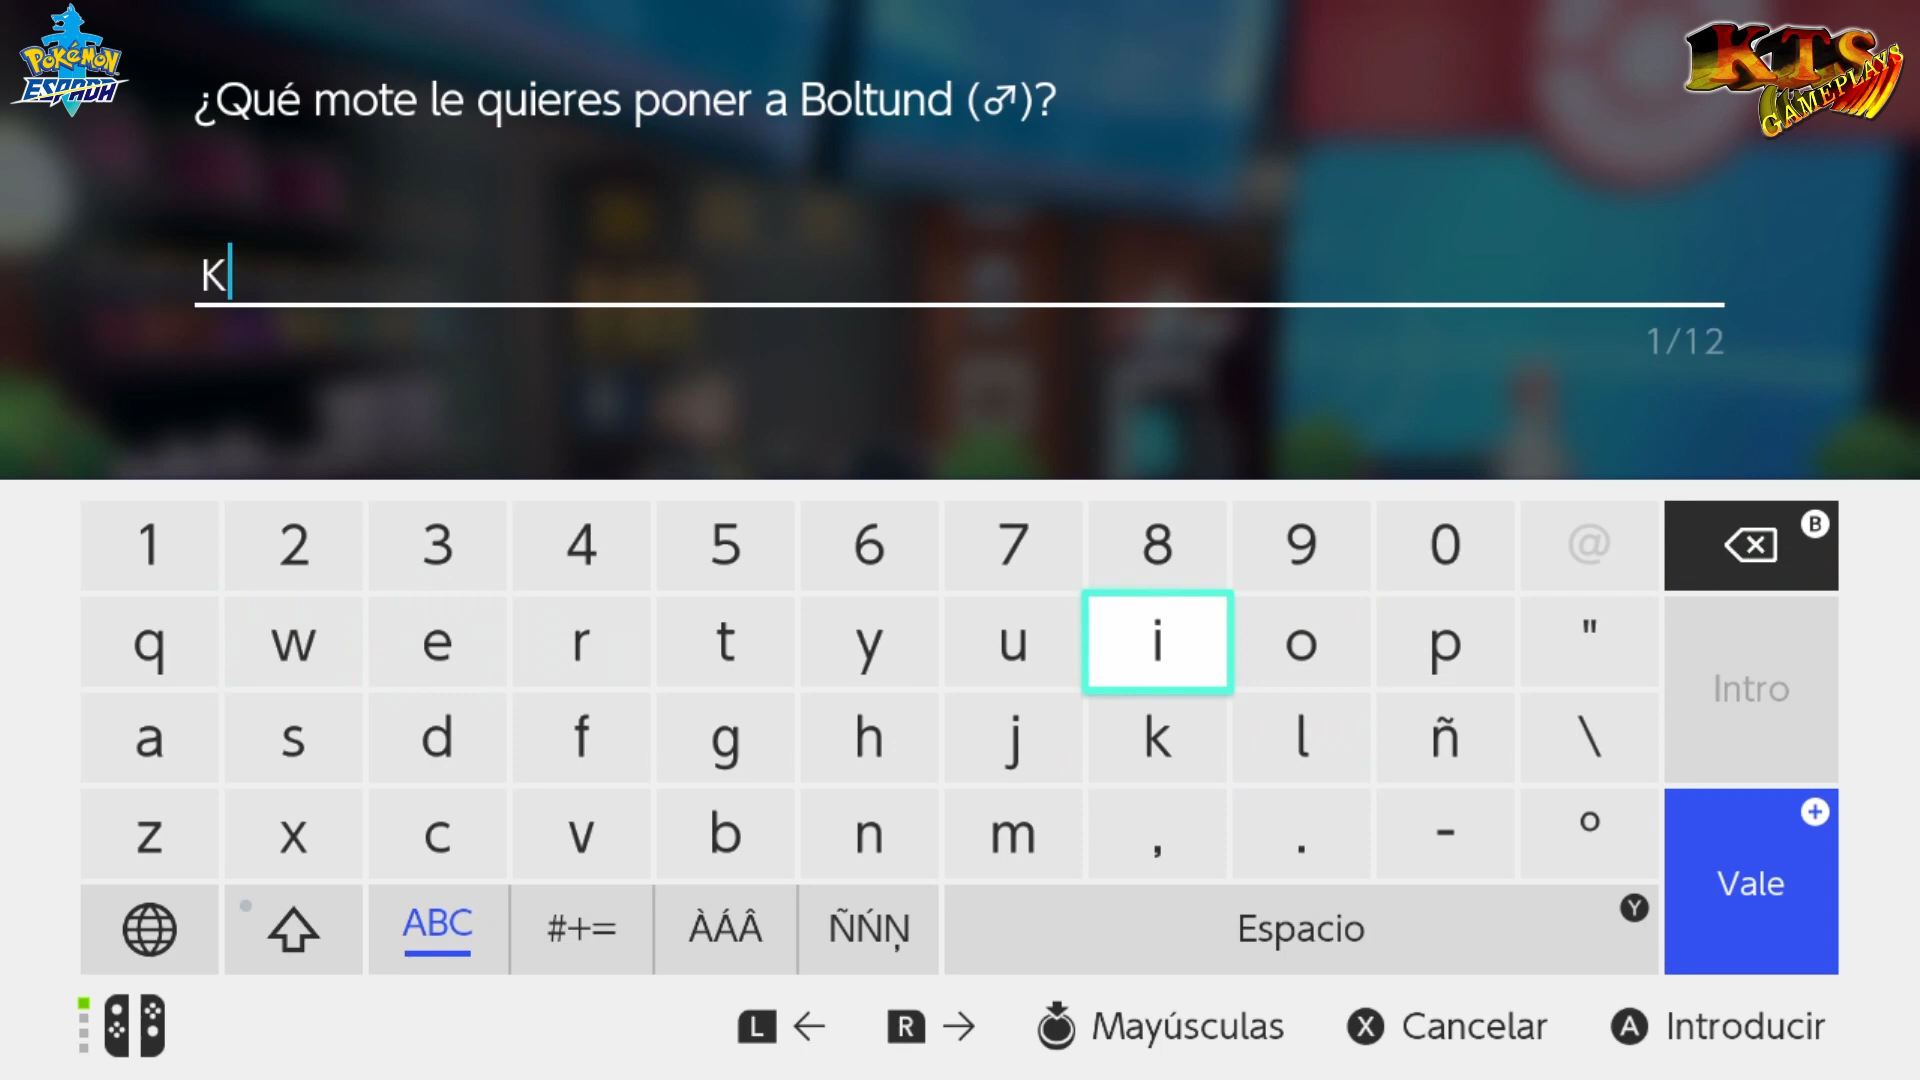 POKéMON
ESPADA
KTS
GAMEPLAYS
¿Qué mote le quieres poner a Boltund (♂)?
K
1/12
1 2 3 4 5 6 7 8 9 0 @ B
q w e r t y u i o p "
Intro
a s d f g h j k l ñ \
z x c v b n m , . - º +
Vale
ABC #+= ÀÁÂ ÑŃŅ Espacio Y
L ← R → Mayúsculas X Cancelar A Introducir